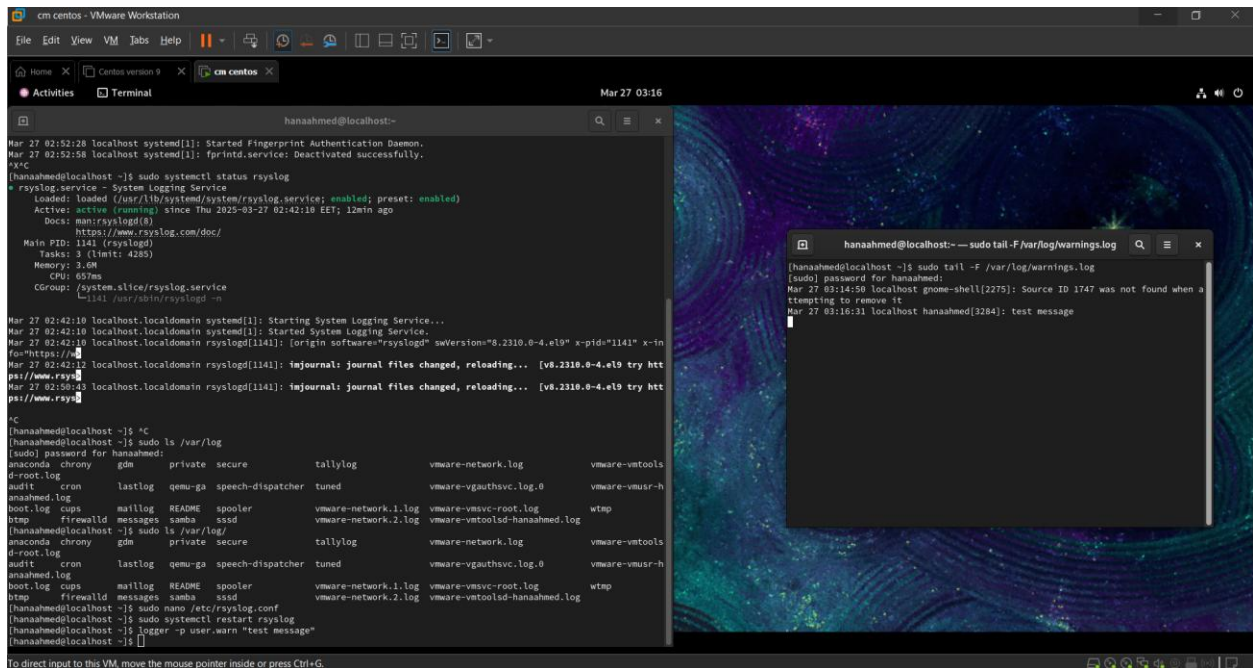 cm centos - VMware Workstation
File Edit View VM Tabs Help
Home Centos version 9 cm centos
Activities Terminal Mar 27 03:16
hanaahmed@localhost:~
Mar 27 02:52:28 localhost systemd[1]: Started Fingerprint Authentication Daemon.
Mar 27 02:52:58 localhost systemd[1]: fprintd.service: Deactivated successfully.
^X^C
[hanaahmed@localhost ~]$ sudo systemctl status rsyslog
● rsyslog.service - System Logging Service
Loaded: loaded (/usr/lib/systemd/system/rsyslog.service; enabled; preset: enabled)
Active: active (running) since Thu 2025-03-27 02:42:10 EET; 12min ago
Docs: man:rsyslogd(8)
https://www.rsyslog.com/doc/
Main PID: 1141 (rsyslogd)
Tasks: 3 (limit: 4285)
Memory: 3.6M
CPU: 657ms
CGroup: /system.slice/rsyslog.service
└─1141 /usr/sbin/rsyslogd -n
Mar 27 02:42:10 localhost.localdomain systemd[1]: Starting System Logging Service...
Mar 27 02:42:10 localhost.localdomain systemd[1]: Started System Logging Service.
Mar 27 02:42:10 localhost.localdomain rsyslogd[1141]: [origin software="rsyslogd" swVersion="8.2310.0-4.el9" x-pid="1141" x-in
fo="https://w>
Mar 27 02:42:12 localhost.localdomain rsyslogd[1141]: imjournal: journal files changed, reloading... [v8.2310.0-4.el9 try htt
ps://www.rsys>
Mar 27 02:50:43 localhost.localdomain rsyslogd[1141]: imjournal: journal files changed, reloading... [v8.2310.0-4.el9 try htt
ps://www.rsys>
^C
[hanaahmed@localhost ~]$ ^C
[hanaahmed@localhost ~]$ sudo ls /var/log
[sudo] password for hanaahmed:
anaconda chrony gdm private secure tallylog vmware-network.log vmware-vmtools
d-root.log
audit cron lastlog qemu-ga speech-dispatcher tuned vmware-vgauthsvc.log.0 vmware-vmusr-h
anaahmed.log
boot.log cups maillog README spooler vmware-network.1.log vmware-vmsvc-root.log wtmp
btmp firewalld messages samba sssd vmware-network.2.log vmware-vmtoolsd-hanaahmed.log
[hanaahmed@localhost ~]$ sudo ls /var/log/
anaconda chrony gdm private secure tallylog vmware-network.log vmware-vmtools
d-root.log
audit cron lastlog qemu-ga speech-dispatcher tuned vmware-vgauthsvc.log.0 vmware-vmusr-h
anaahmed.log
boot.log cups maillog README spooler vmware-network.1.log vmware-vmsvc-root.log wtmp
btmp firewalld messages samba sssd vmware-network.2.log vmware-vmtoolsd-hanaahmed.log
[hanaahmed@localhost ~]$ sudo nano /etc/rsyslog.conf
[hanaahmed@localhost ~]$ sudo systemctl restart rsyslog
[hanaahmed@localhost ~]$ logger -p user.warn "test message"
[hanaahmed@localhost ~]$
hanaahmed@localhost:~ — sudo tail -F /var/log/warnings.log
[hanaahmed@localhost ~]$ sudo tail -F /var/log/warnings.log
[sudo] password for hanaahmed:
Mar 27 03:14:50 localhost gnome-shell[2275]: Source ID 1747 was not found when a
ttempting to remove it
Mar 27 03:16:31 localhost hanaahmed[3284]: test message
To direct input to this VM, move the mouse pointer inside or press Ctrl+G.